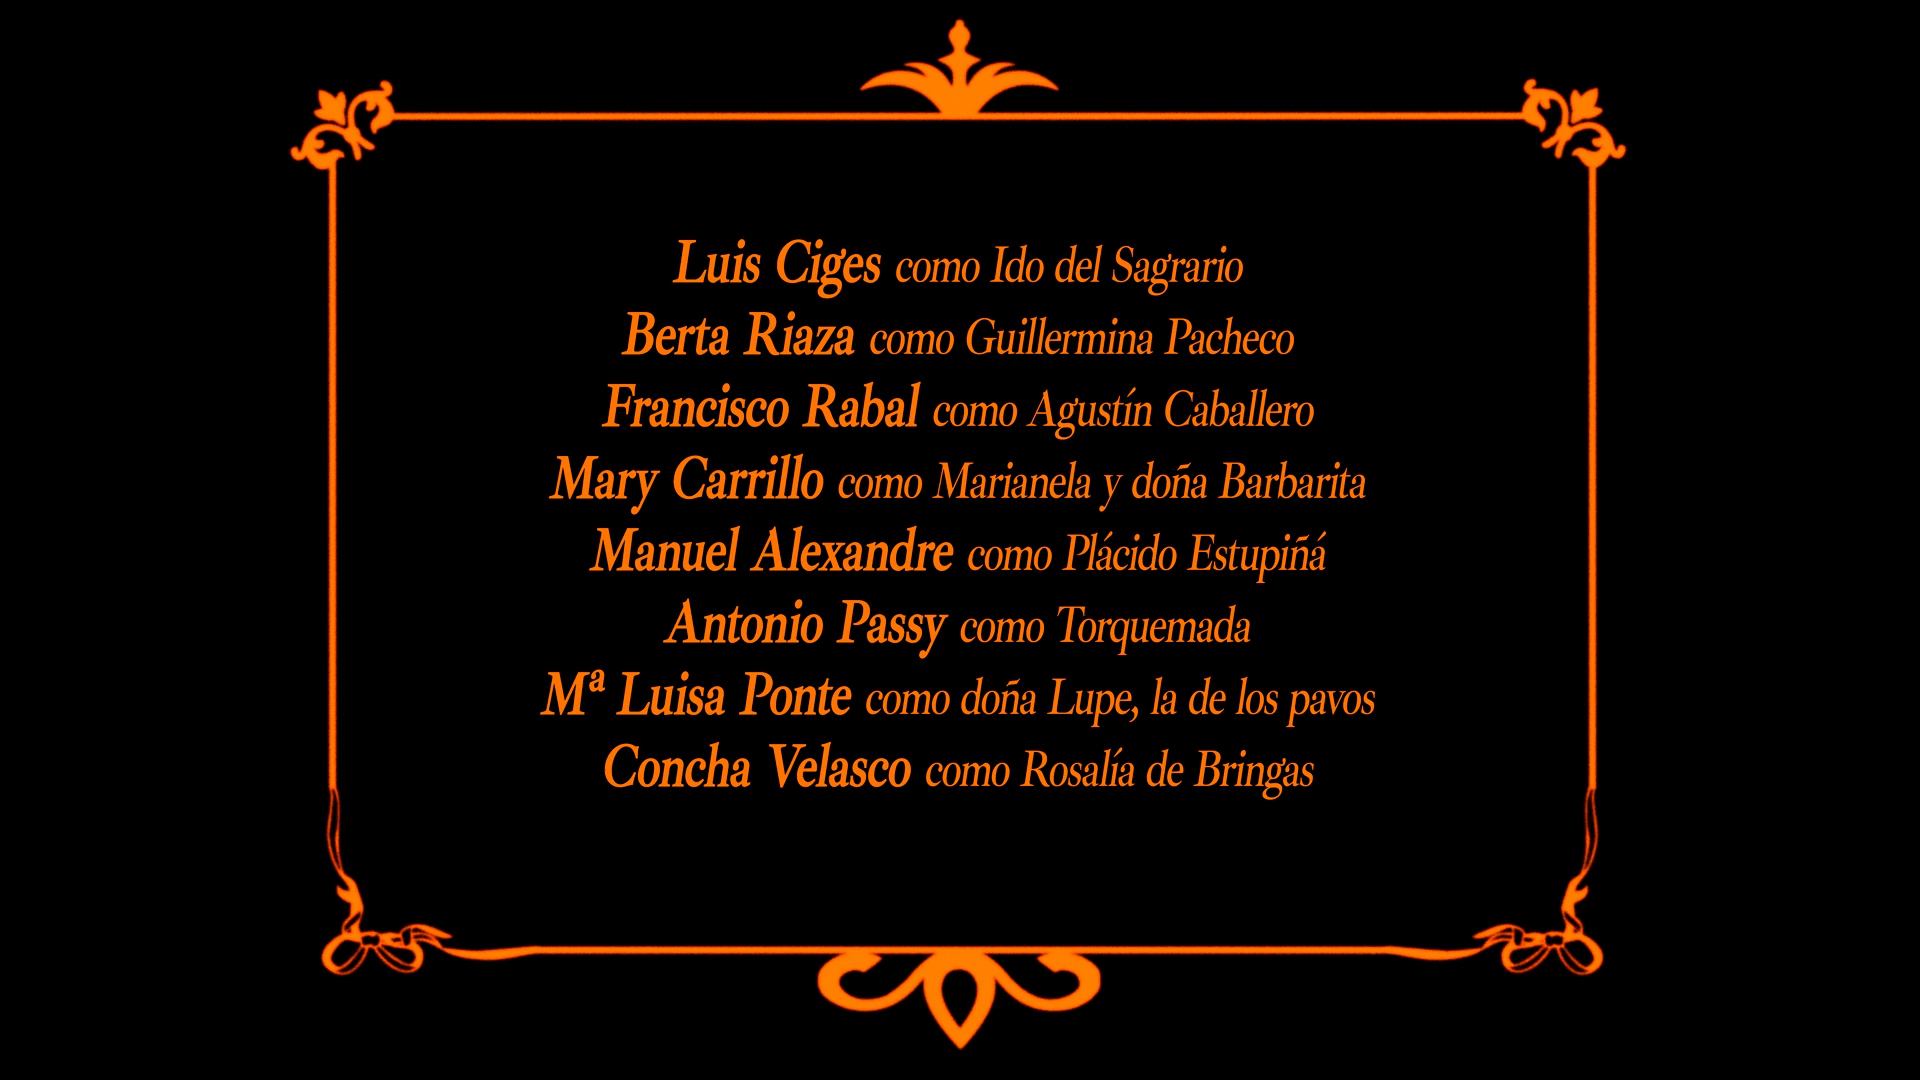 Luis Ciges como Ido del Sagrario
Berta Riaza como Guillermina Pacheco
Francisco Rabal como Agustín Caballero
Mary Carrillo como Marianela y doña Barbarita
Manuel Alexandre como Plácido Estupiñá
Antonio Passy como Torquemada
Mª Luisa Ponte como doña Lupe, la de los pavos
Concha Velasco como Rosalía de Bringas